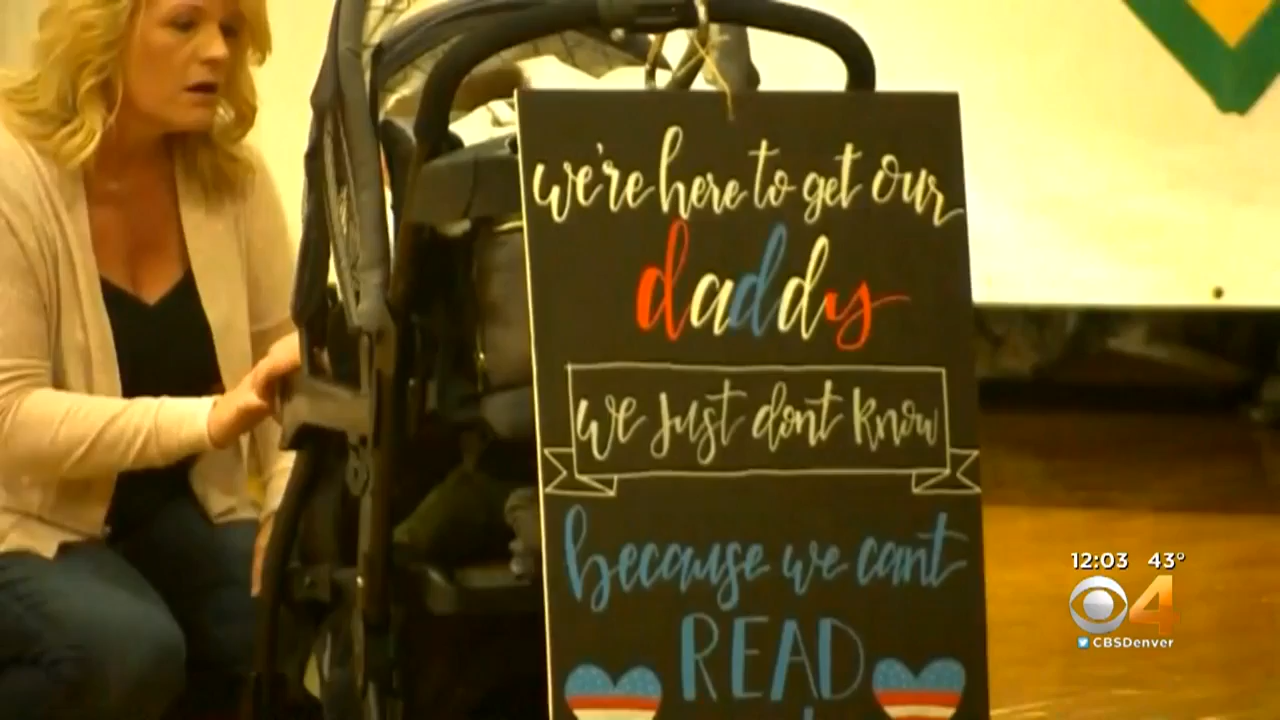 we're here to get our
daddy
we just dont know
because we cant
READ
12:03 43°
4
CBSDenver